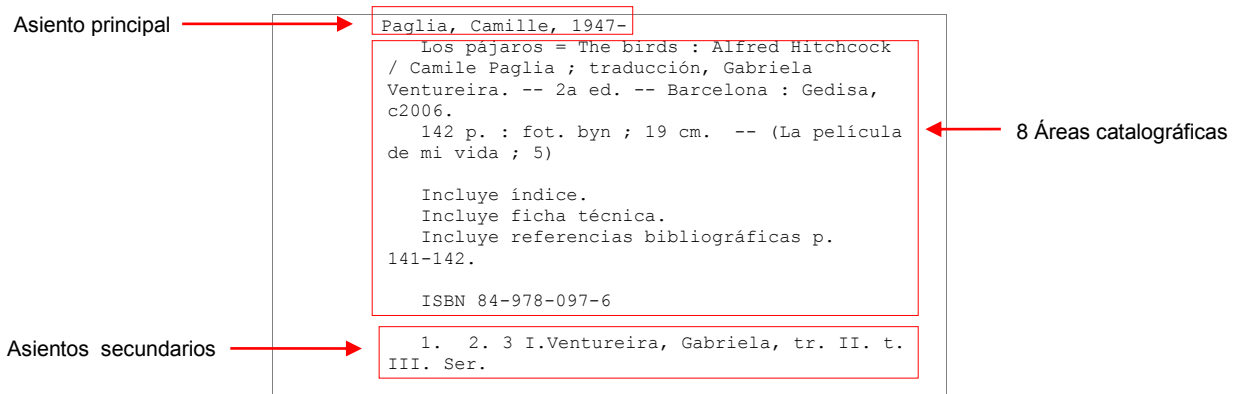 Asiento principal
Paglia, Camille, 1947-
Los pájaros = The birds : Alfred Hitchcock
/ Camile Paglia ; traducción, Gabriela
Ventureira. -- 2a ed. -- Barcelona : Gedisa,
c2006.
142 p. : fot. byn ; 19 cm.  -- (La película
de mi vida ; 5)
8 Áreas catalográficas
Incluye índice.
Incluye ficha técnica.
Incluye referencias bibliográficas p.
141-142.
ISBN 84-978-097-6
Asientos  secundarios
1.  2. 3 I.Ventureira, Gabriela, tr. II. t.
III. Ser.